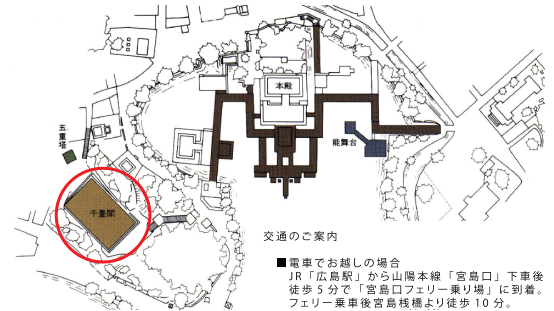 本殿
五重塔
能舞台
千畳閣
交通のご案内
■電車でお越しの場合
JR「広島駅」から山陽本線「宮島口」下車後
徒歩５分で「宮島口フェリー乗り場」に到着。
フェリー乗車後宮島桟橋より徒歩10分。